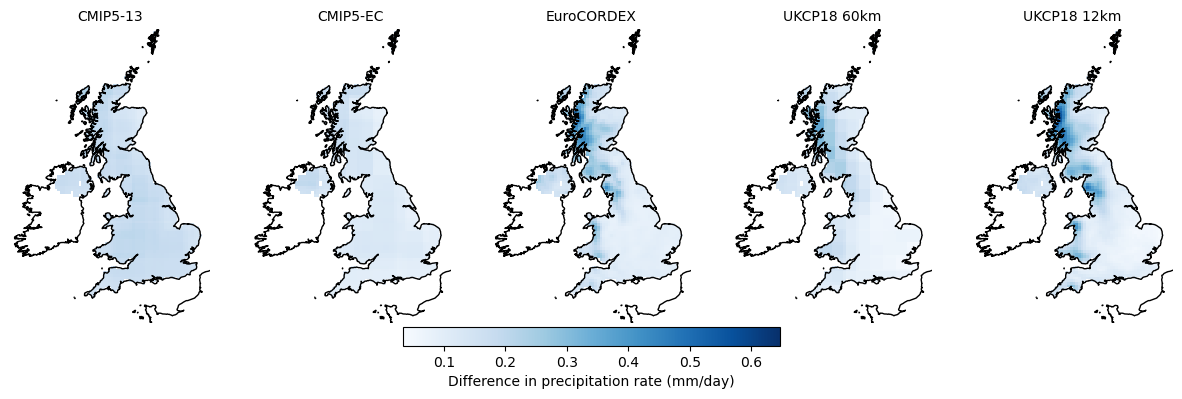 CMIP5-13 CMIP5-EC EuroCORDEX UKCP18 60km UKCP18 12km
0.1 0.2 0.3 0.4 0.5 0.6
Difference in precipitation rate (mm/day)